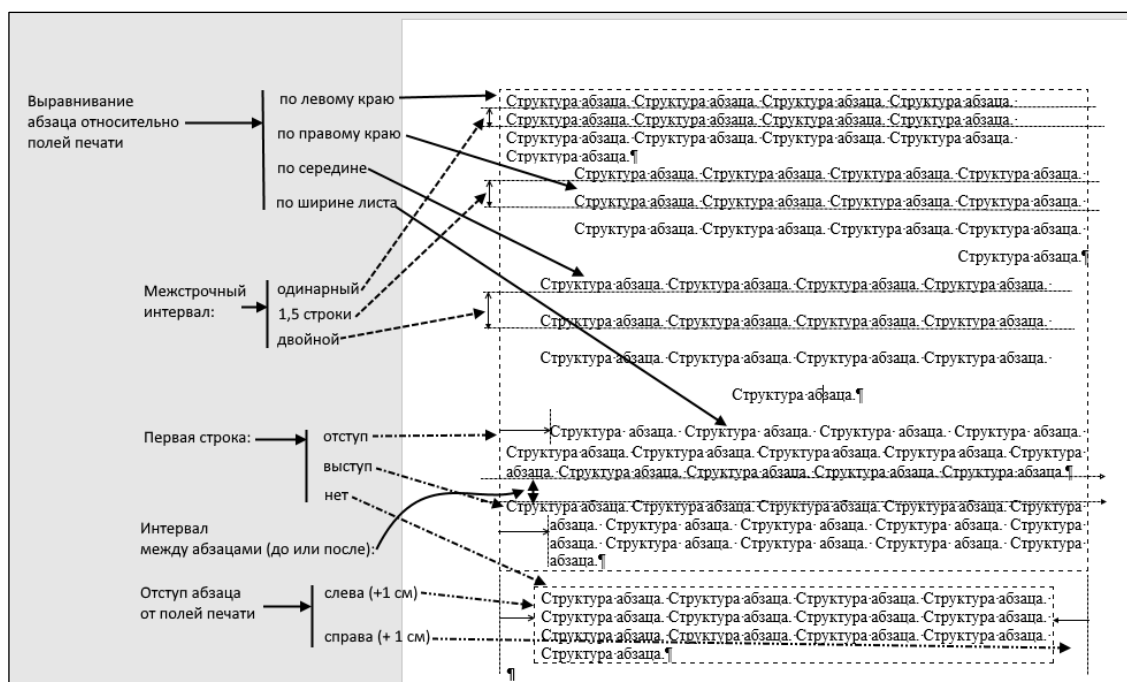 Выравнивание
абзаца относительно
полей печати
по левому краю
по правому краю
по середине
по ширине листа
Межстрочный
интервал:
одинарный
1,5 строки
двойной
Первая строка:
отступ
выступ
нет
Интервал
между абзацами (до или после):
Отступ абзаца
от полей печати
слева (+1 см)
справа (+ 1 см)
Структура·абзаца.·Структура·абзаца.·Структура·абзаца.·Структура·абзаца.·
Структура·абзаца.·Структура·абзаца.·Структура·абзаца.·Структура·абзаца.·
Структура·абзаца.·Структура·абзаца.·Структура·абзаца.·Структура·абзаца.·
Структура·абзаца.¶
Структура·абзаца.·Структура·абзаца.·Структура·абзаца.·Структура·абзаца.·
Структура·абзаца.·Структура·абзаца.·Структура·абзаца.·Структура·абзаца.·
Структура·абзаца.·Структура·абзаца.·Структура·абзаца.·Структура·абзаца.·
Структура·абзаца.¶
Структура·абзаца.·Структура·абзаца.·Структура·абзаца.·Структура·абзаца.·
Структура·абзаца.·Структура·абзаца.·Структура·абзаца.·Структура·абзаца.·
Структура·абзаца.·Структура·абзаца.·Структура·абзаца.·Структура·абзаца.·
Структура·абзаца.¶
Структура·абзаца.·Структура·абзаца.·Структура·абзаца.·Структура·абзаца.·
Структура·абзаца.·Структура·абзаца.·Структура·абзаца.·Структура·абзаца.·Структура·
абзаца.·Структура·абзаца.·Структура·абзаца.·Структура·абзаца.·Структура·абзаца.¶
Структура·абзаца.·Структура·абзаца.·Структура·абзаца.·Структура·абзаца.·Структура·
абзаца.·Структура·абзаца.·Структура·абзаца.·Структура·абзаца.·Структура·
абзаца.·Структура·абзаца.·Структура·абзаца.·Структура·абзаца.·Структура·
абзаца.¶
Структура·абзаца.·Структура·абзаца.·Структура·абзаца.·Структура·абзаца.·
Структура·абзаца.·Структура·абзаца.·Структура·абзаца.·Структура·абзаца.·
Структура·абзаца.·Структура·абзаца.·Структура·абзаца.·Структура·абзаца.·
Структура·абзаца.¶
¶